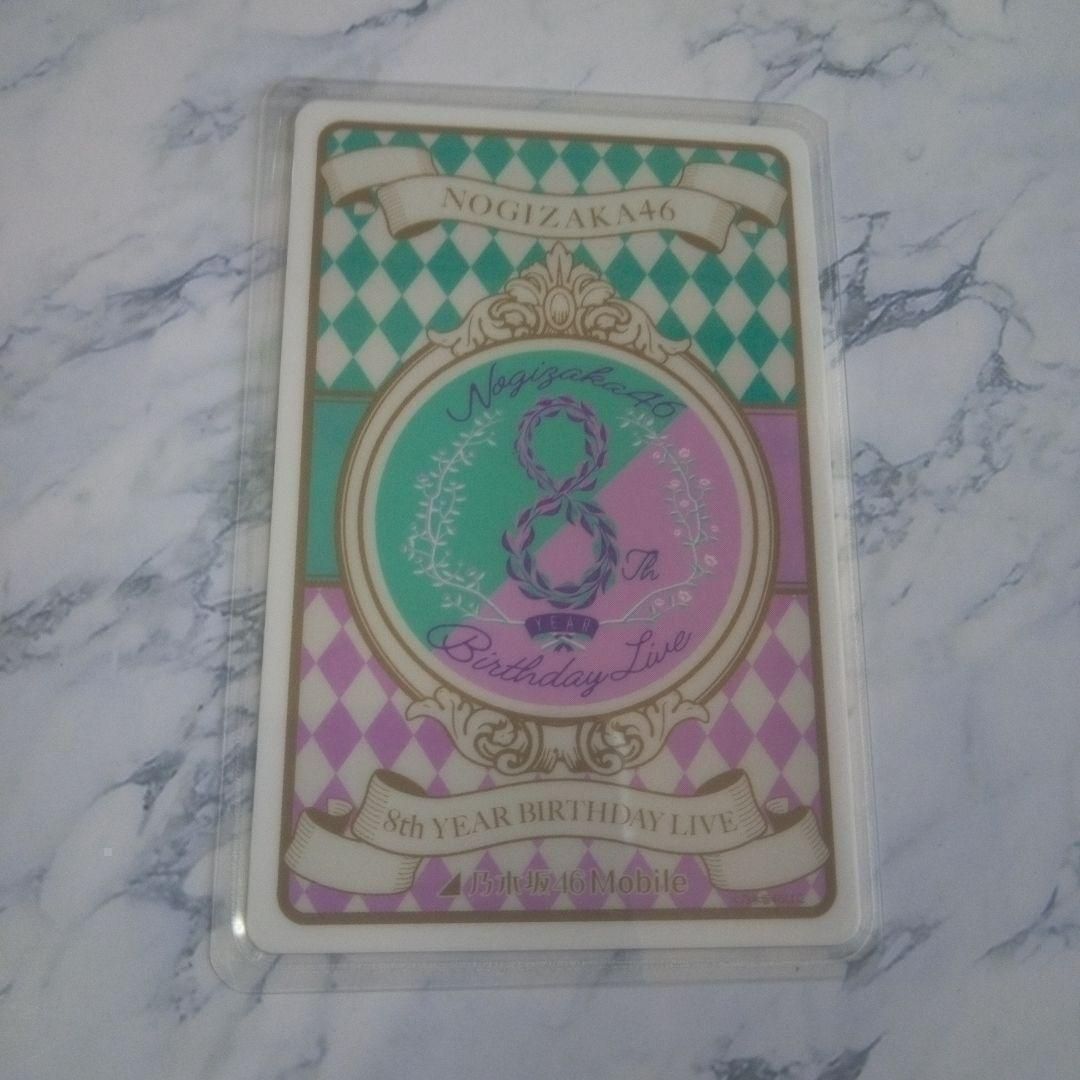 NOGIZAKA46
Nogizaka46
8
Th
YEAR
Birthday Live
8th YEAR BIRTHDAY LIVE
乃木坂46 Mobile